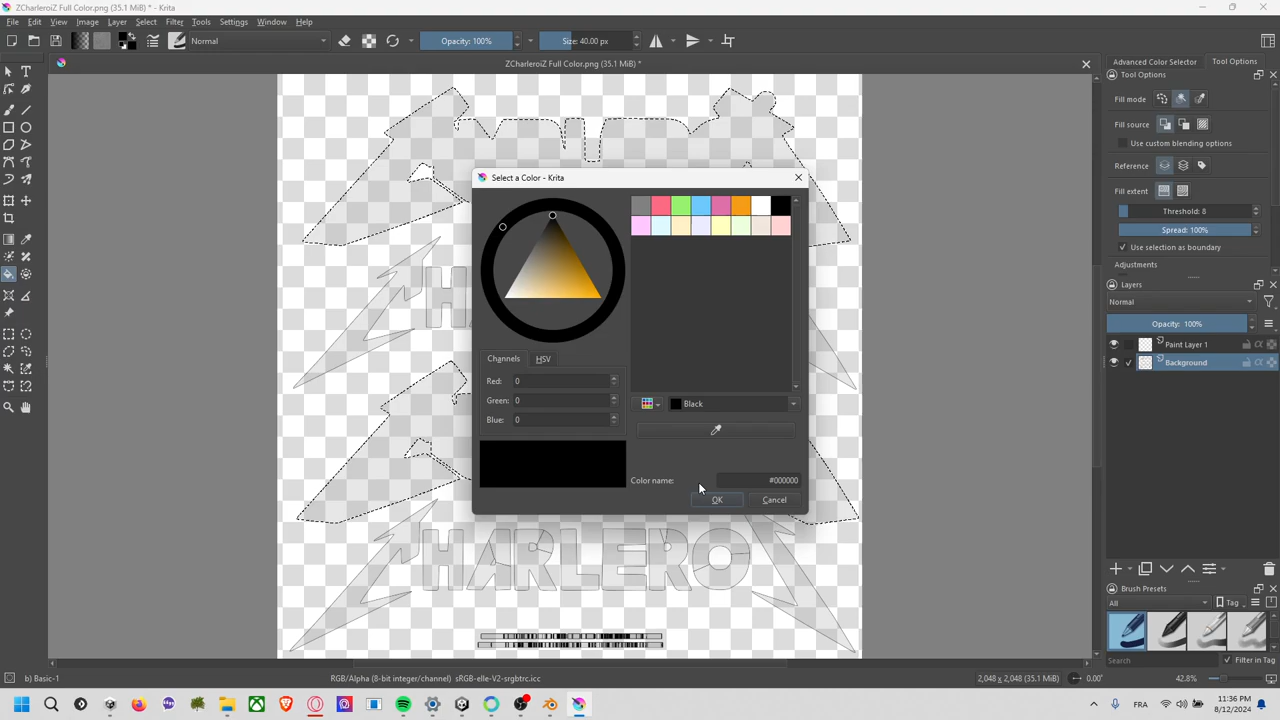 ZCharleroiZ Full Color.png (35.1 MiB) * - Krita
File Edit View Image Layer Select Filter Tools Settings Window Help
Normal
Opacity: 100%
Size: 40.00 px
ZCharleroiZ Full Color.png (35.1 MiB) *
Advanced Color Selector
Tool Options
Tool Options
Fill mode
Fill source
Use custom blending options
Reference
Fill extent
Threshold: 8
Spread: 100%
Use selection as boundary
Adjustments
Layers
Normal
Opacity: 100%
Paint Layer 1
Background
Brush Presets
All
Tag
Search
Filter in Tag
Select a Color - Krita
Channels
HSV
Red: 0
Green: 0
Blue: 0
Black
Color name: #000000
OK
Cancel
H
HARLERO
b) Basic-1
RGB/Alpha (8-bit integer/channel) sRGB-elle-V2-srgbtrc.icc
2,048 x 2,048 (35.1 MiB)
0.00°
42.8%
FRA
11:36 PM
8/12/2024